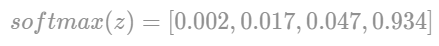 softmax(z) = [0.002, 0.017, 0.047, 0.934]